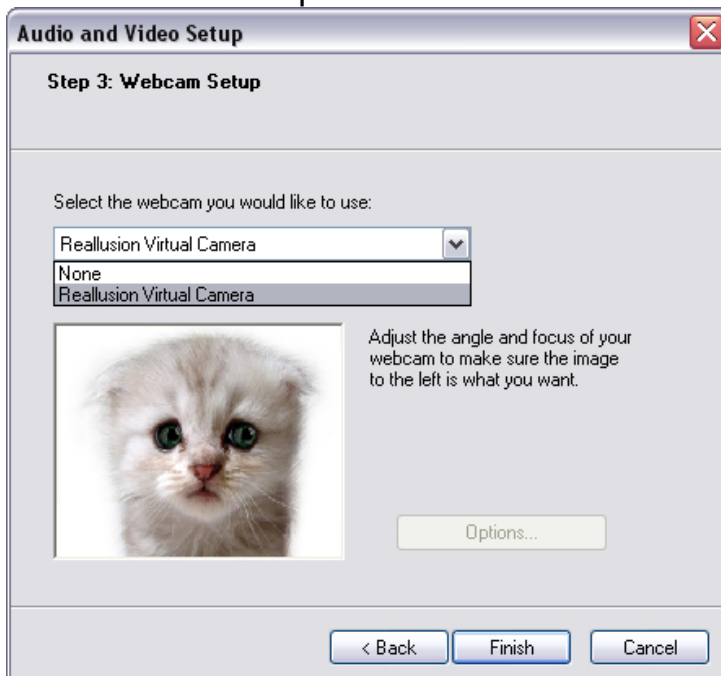 Audio and Video Setup
Step 3: Webcam Setup
Select the webcam you would like to use:
Reallusion Virtual Camera
None
Reallusion Virtual Camera
Adjust the angle and focus of your
webcam to make sure the image
to the left is what you want.
Options...
< Back
Finish
Cancel